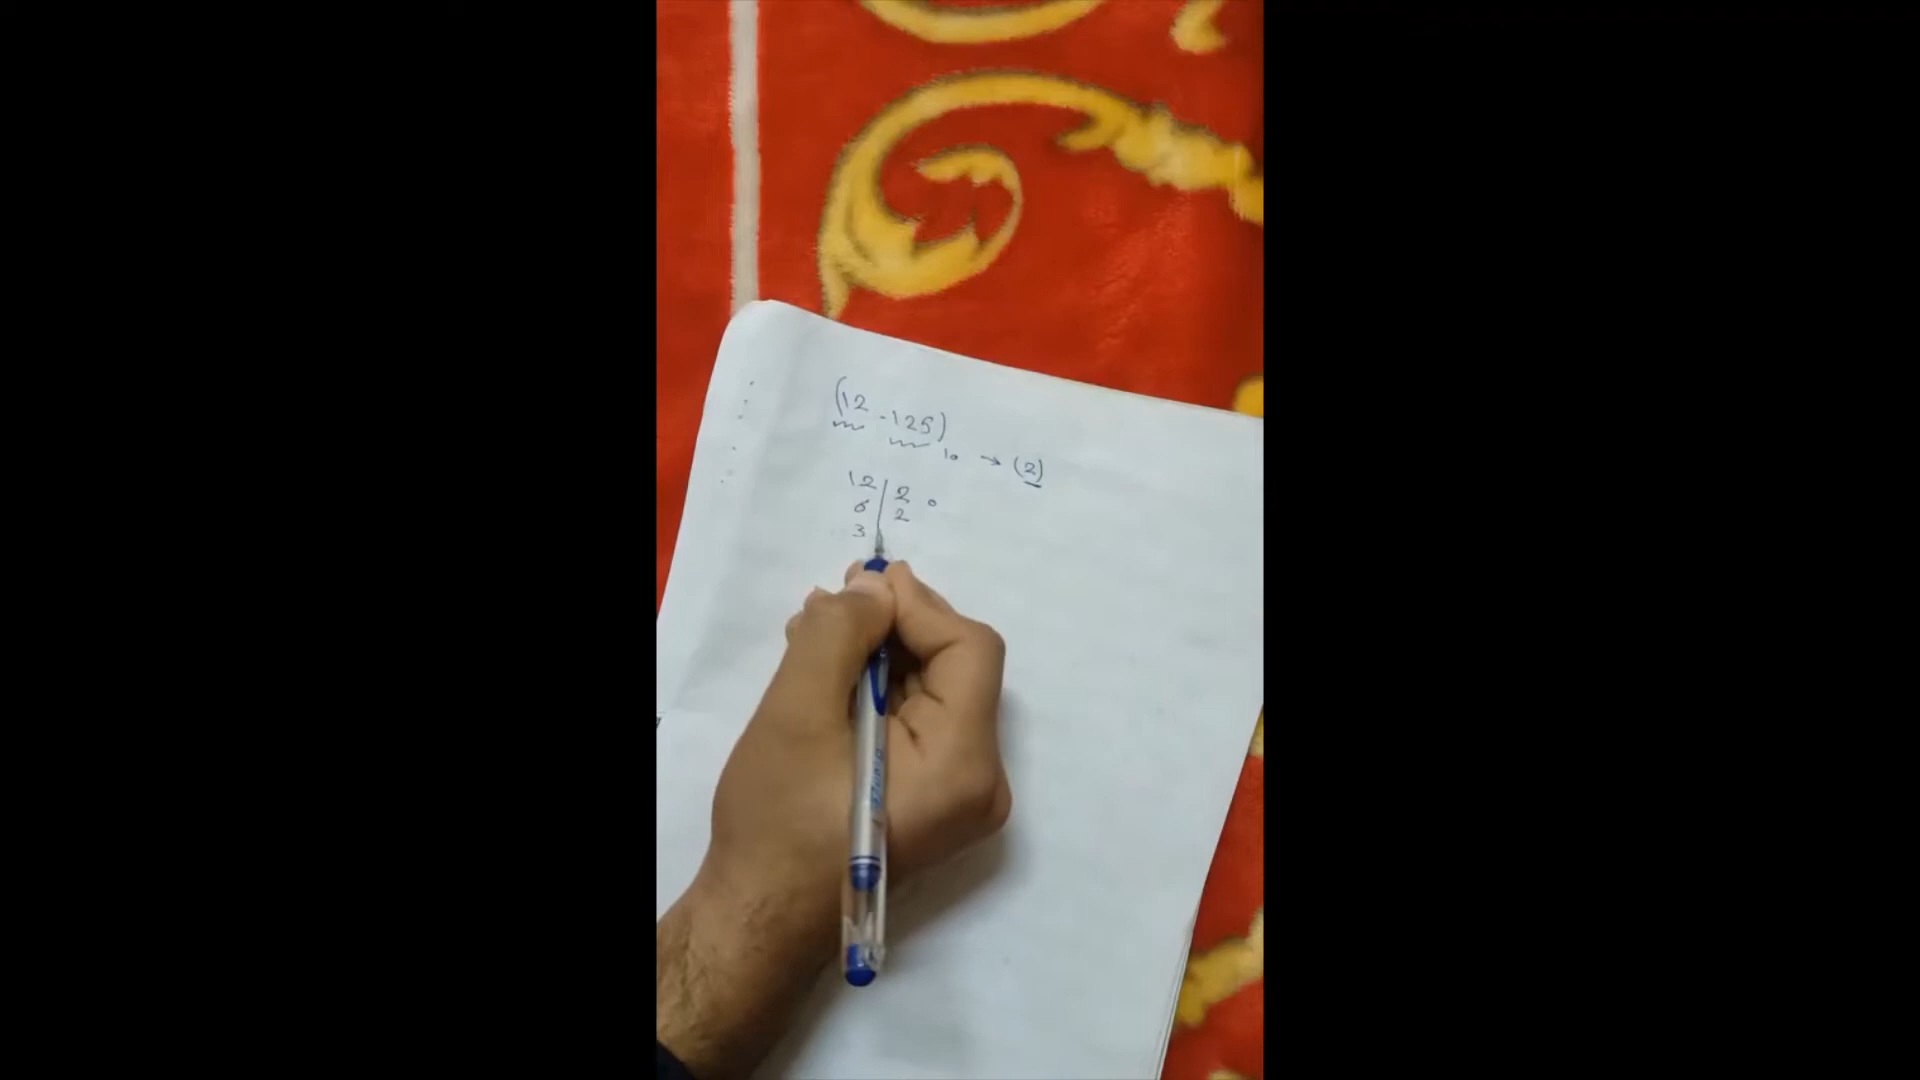 (12 .125)
10 → (2)
12 | 2 0
6 | 2
3